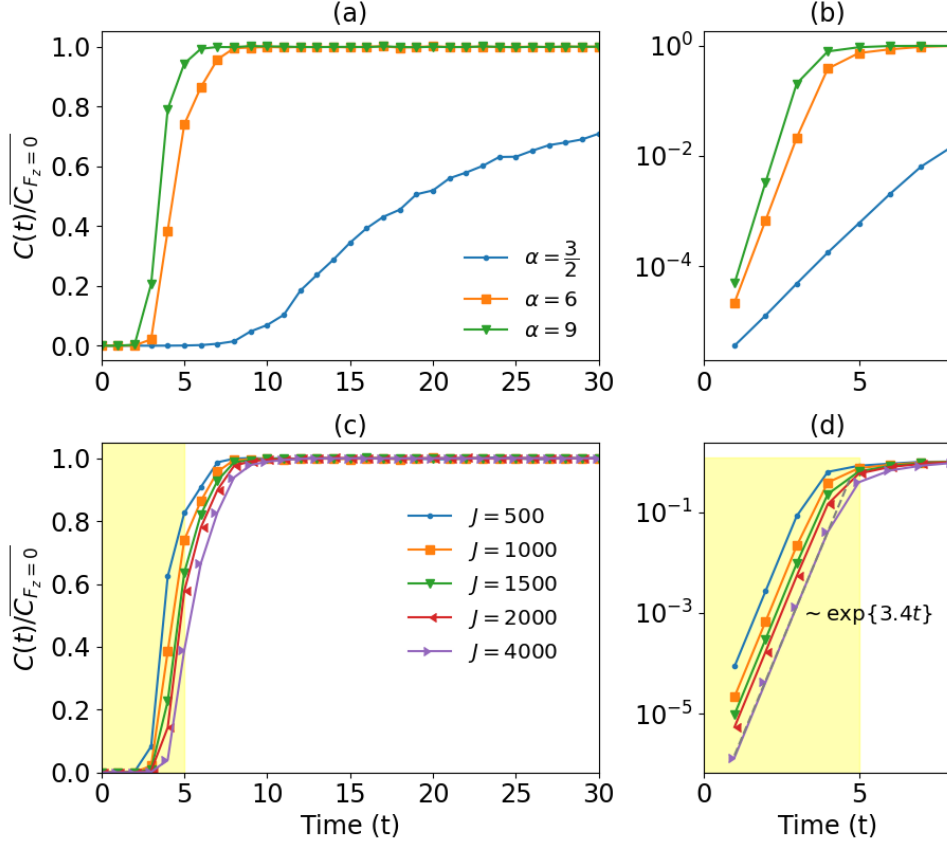 (a)
1.0
0.8
0.6
0.4
0.2
0.0
C(t)/\overline{C_{F_z=0}}
α = 3/2
α = 6
α = 9
0 5 10 15 20 25 30
(b)
10^0
10^{-2}
10^{-4}
0 5
(c)
1.0
0.8
0.6
0.4
0.2
0.0
C(t)/\overline{C_{F_z=0}}
J = 500
J = 1000
J = 1500
J = 2000
J = 4000
0 5 10 15 20 25 30
Time (t)
(d)
10^{-1}
10^{-3}
10^{-5}
~ exp{3.4t}
0 5
Time (t)